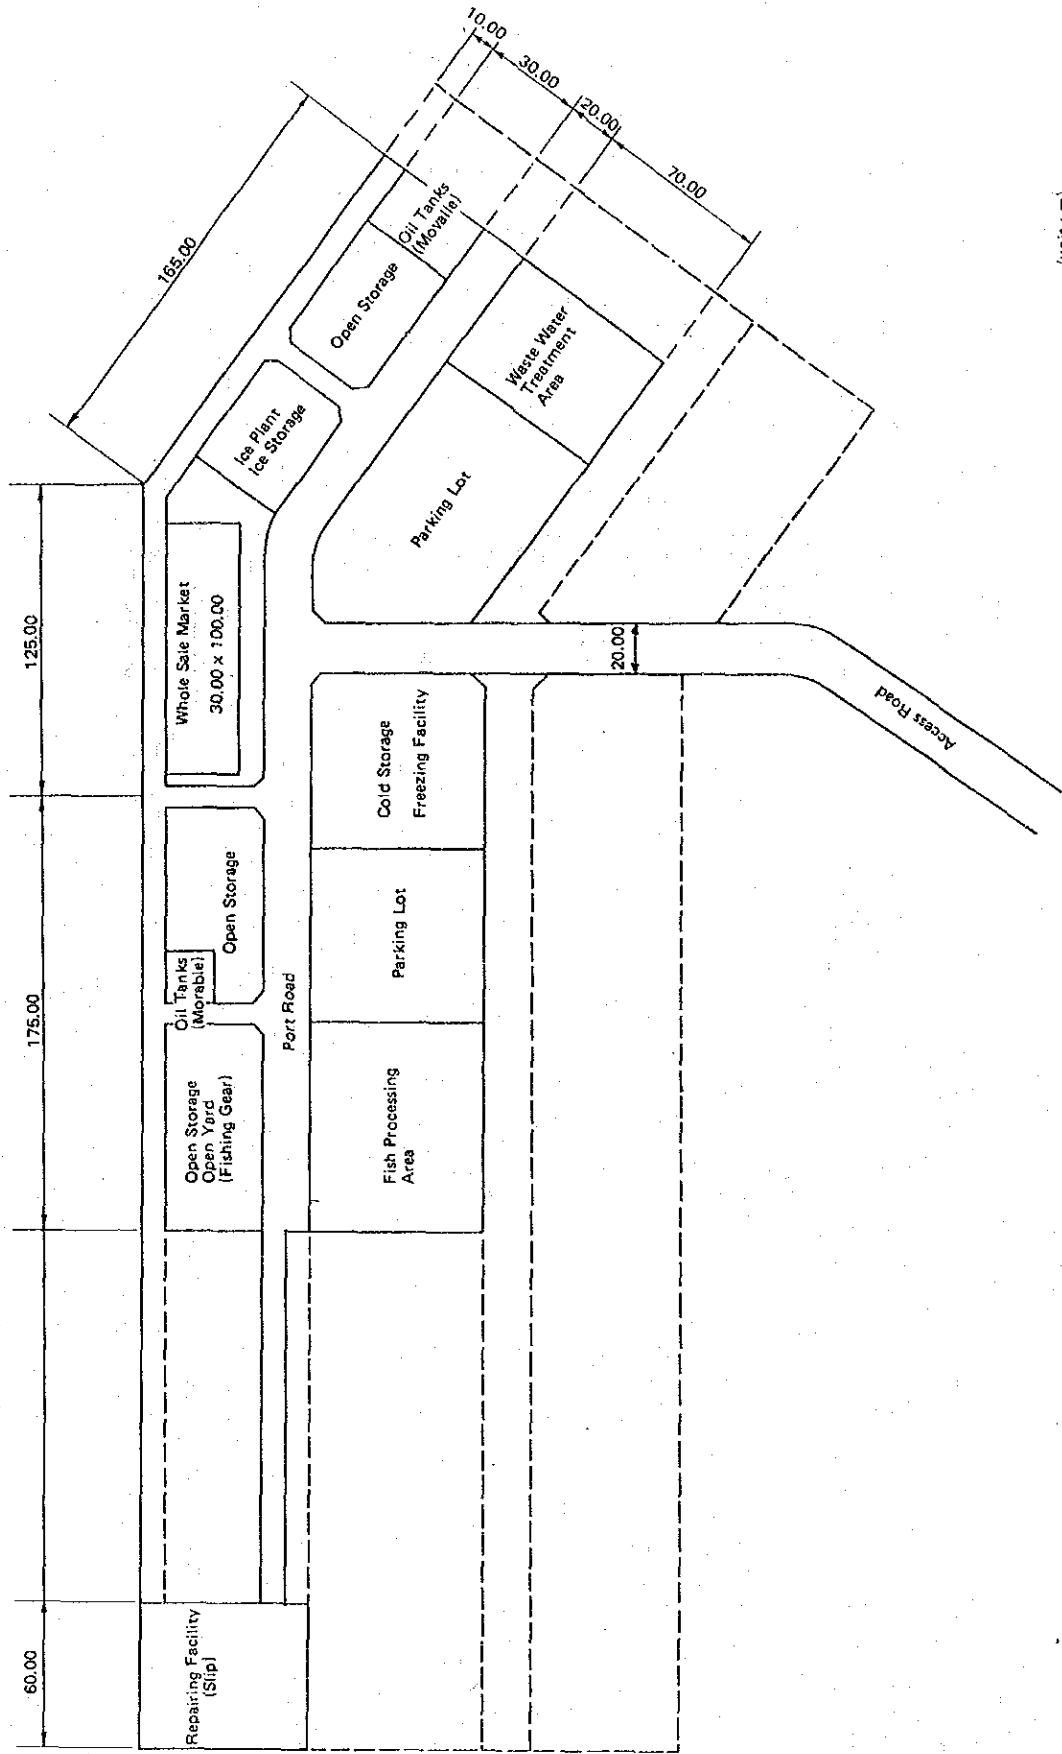 10.00
30.00
20.00
70.00
165.00
125.00
175.00
60.00
Oil Tanks
(Movalle)
Open Storage
Ice Plant
Ice Storage
Waste Water
Treatment
Area
Parking Lot
Whole Sale Market
30.00 x 100.00
20.00
Access Road
Cold Storage
Freezing Facility
Open Storage
Oil Tanks
(Morable)
Parking Lot
Port Road
Open Storage
Open Yard
(Fishing Gear)
Fish Processing
Area
Repairing Facility
(Slip)